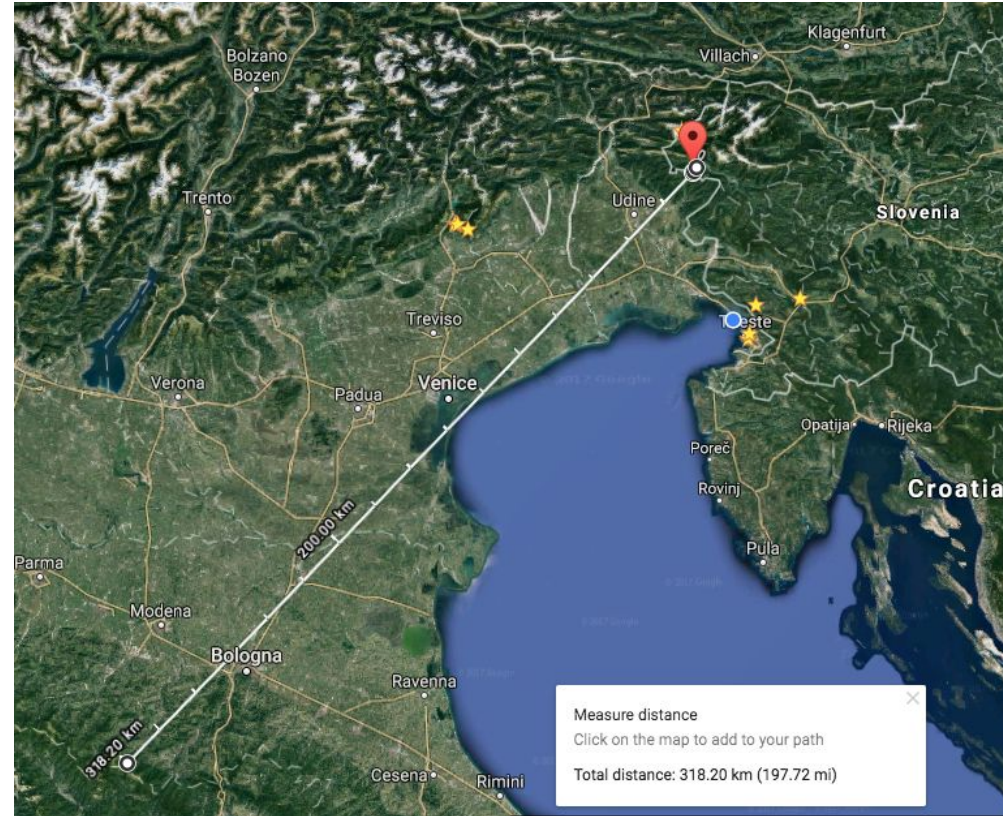 Klagenfurt
Villach
Bolzano
Bozen
Trento
Udine
Slovenia
Treviso
Trieste
Verona
Padua
Venice
Opatija
Rijeka
Poreč
Rovinj
Croatia
200.00 km
Pula
Parma
Modena
Bologna
Ravenna
318.20 km
Cesena
Rimini
Measure distance
Click on the map to add to your path
Total distance: 318.20 km (197.72 mi)